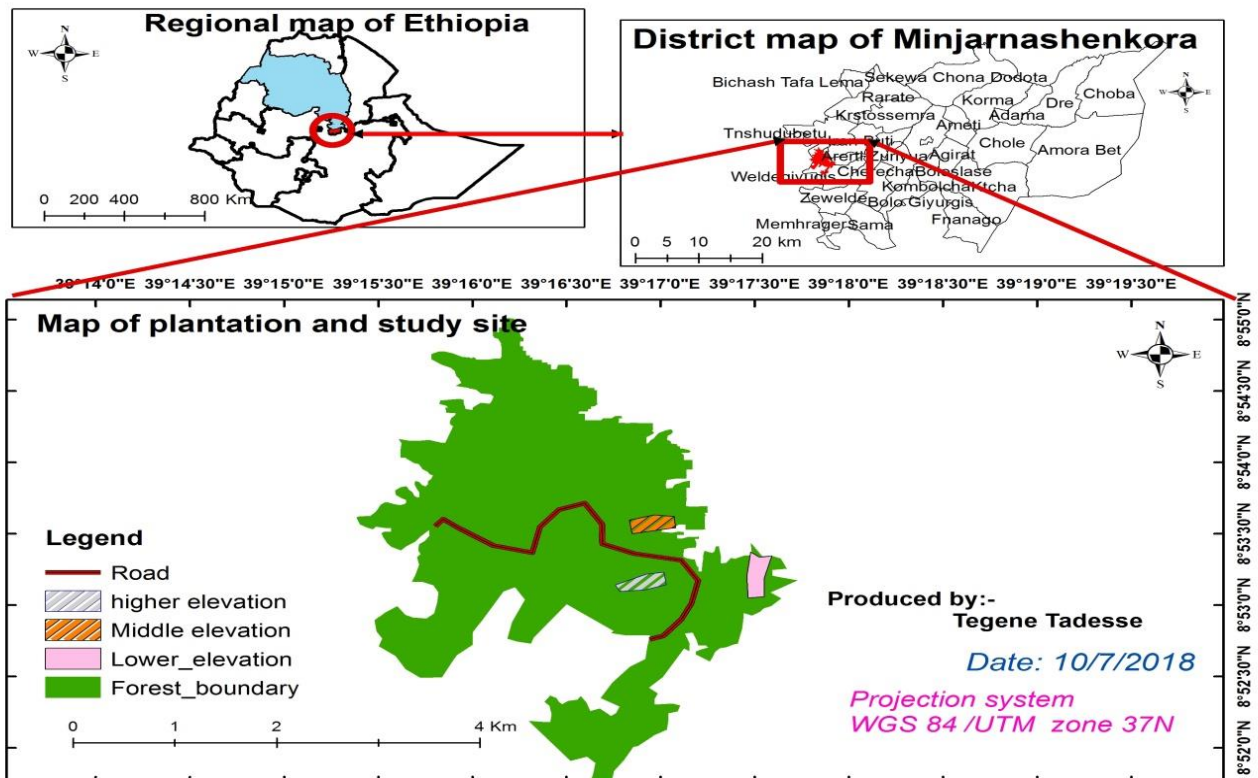 Regional map of Ethiopia
N
W E
S
0 200 400 800 Km
District map of Minjarnashenkora
N
W E
S
Bichash Tafa Lema
Sekewa Chona Dodota
Rarate
Korma
Dre
Choba
Krstossemra
Adama
Ameti
Tnshudubetu
Chole
Amora Bet
Arerti Zuriyua
Agirat
Cherecha
Boloslase
Weldegiyudis
Kombolcha
Zewelde
Bolo Giyurgis
Memhrager
Sama
Fnanago
0 5 10 20 km
39°14'0"E 39°14'30"E 39°15'0"E 39°15'30"E 39°16'0"E 39°16'30"E 39°17'0"E 39°17'30"E 39°18'0"E 39°18'30"E 39°19'0"E 39°19'30"E
Map of plantation and study site
N
W E
S
8°55'0"N
8°54'30"N
8°54'0"N
8°53'30"N
8°53'0"N
8°52'30"N
8°52'0"N
Legend
Road
higher elevation
Middle elevation
Lower_elevation
Forest_boundary
0 1 2 4 Km
Produced by:-
Tegene Tadesse
Date: 10/7/2018
Projection system
WGS 84 /UTM zone 37N